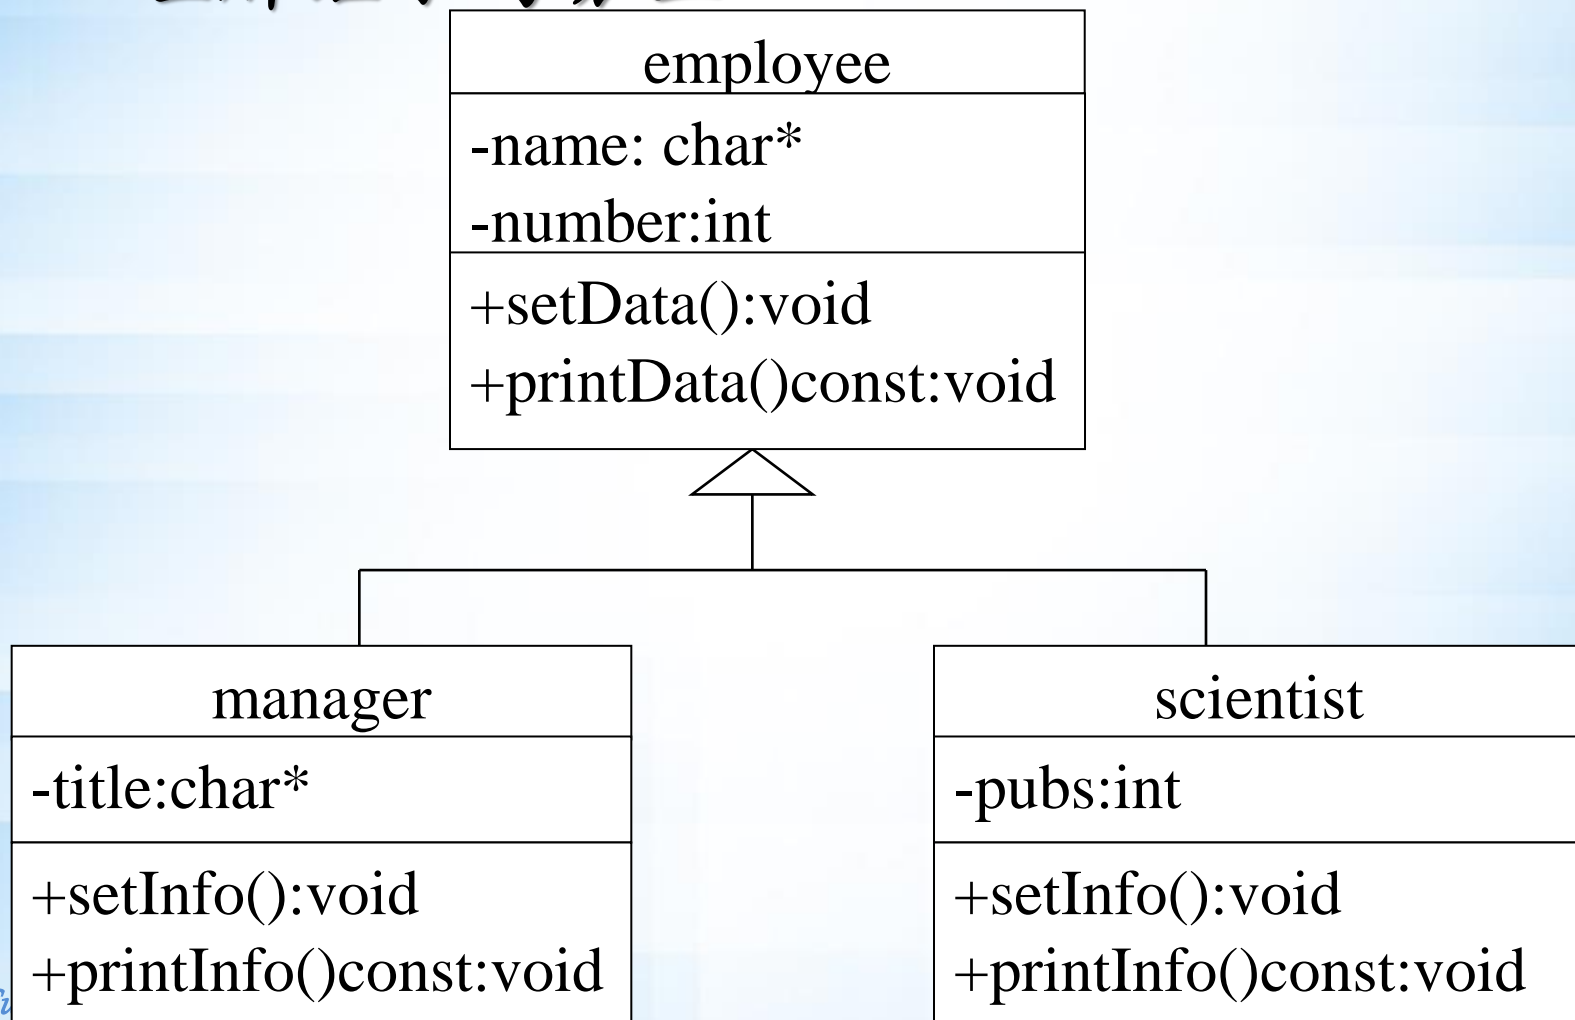 employee
-name: char*
-number:int
+setData():void
+printData()const:void
manager
-title:char*
+setInfo():void
+printInfo()const:void
scientist
-pubs:int
+setInfo():void
+printInfo()const:void